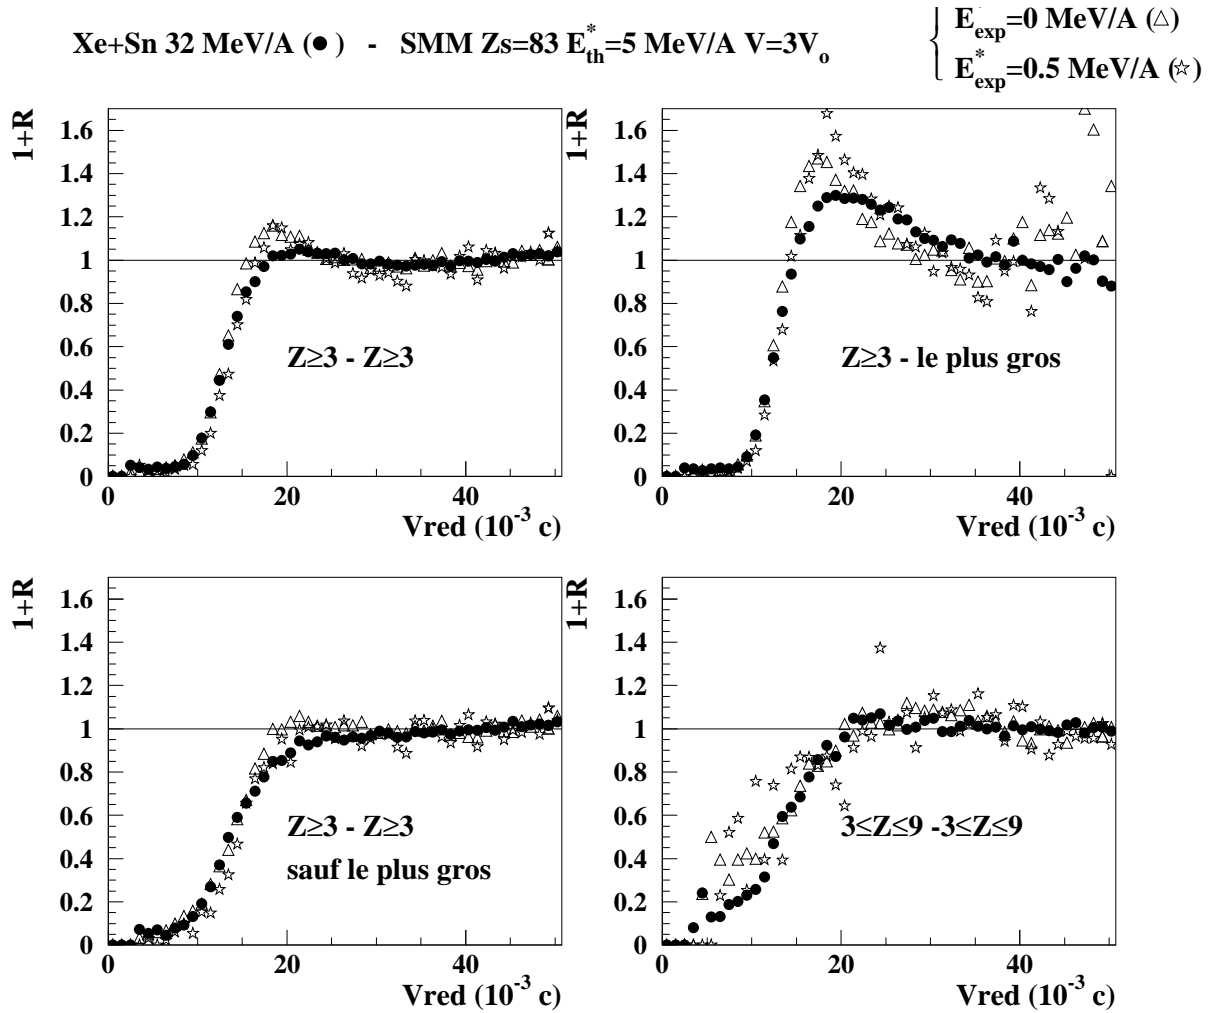 E*exp=0 MeV/A (△)
Xe+Sn 32 MeV/A (●) - SMM Zs=83 E*th=5 MeV/A V=3Vo
E*exp=0.5 MeV/A (☆)
1+R
1.6
1.4
1.2
1
0.8
0.6
0.4
0.2
0
Z≥3 - Z≥3
0 20 40
Vred (10-3 c)
1+R
1.6
1.4
1.2
1
0.8
0.6
0.4
0.2
0
Z≥3 - le plus gros
0 20 40
Vred (10-3 c)
1+R
1.6
1.4
1.2
1
0.8
0.6
0.4
0.2
0
Z≥3 - Z≥3
sauf le plus gros
0 20 40
Vred (10-3 c)
1+R
1.6
1.4
1.2
1
0.8
0.6
0.4
0.2
0
3≤Z≤9 -3≤Z≤9
0 20 40
Vred (10-3 c)